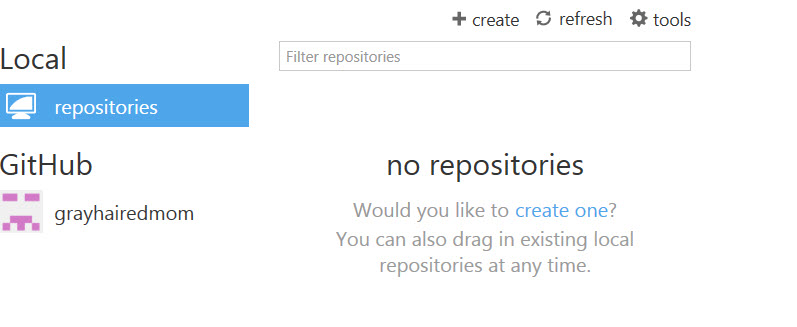 create refresh tools
Local
Filter repositories
repositories
GitHub
no repositories
grayhairedmom
Would you like to create one?
You can also drag in existing local
repositories at any time.